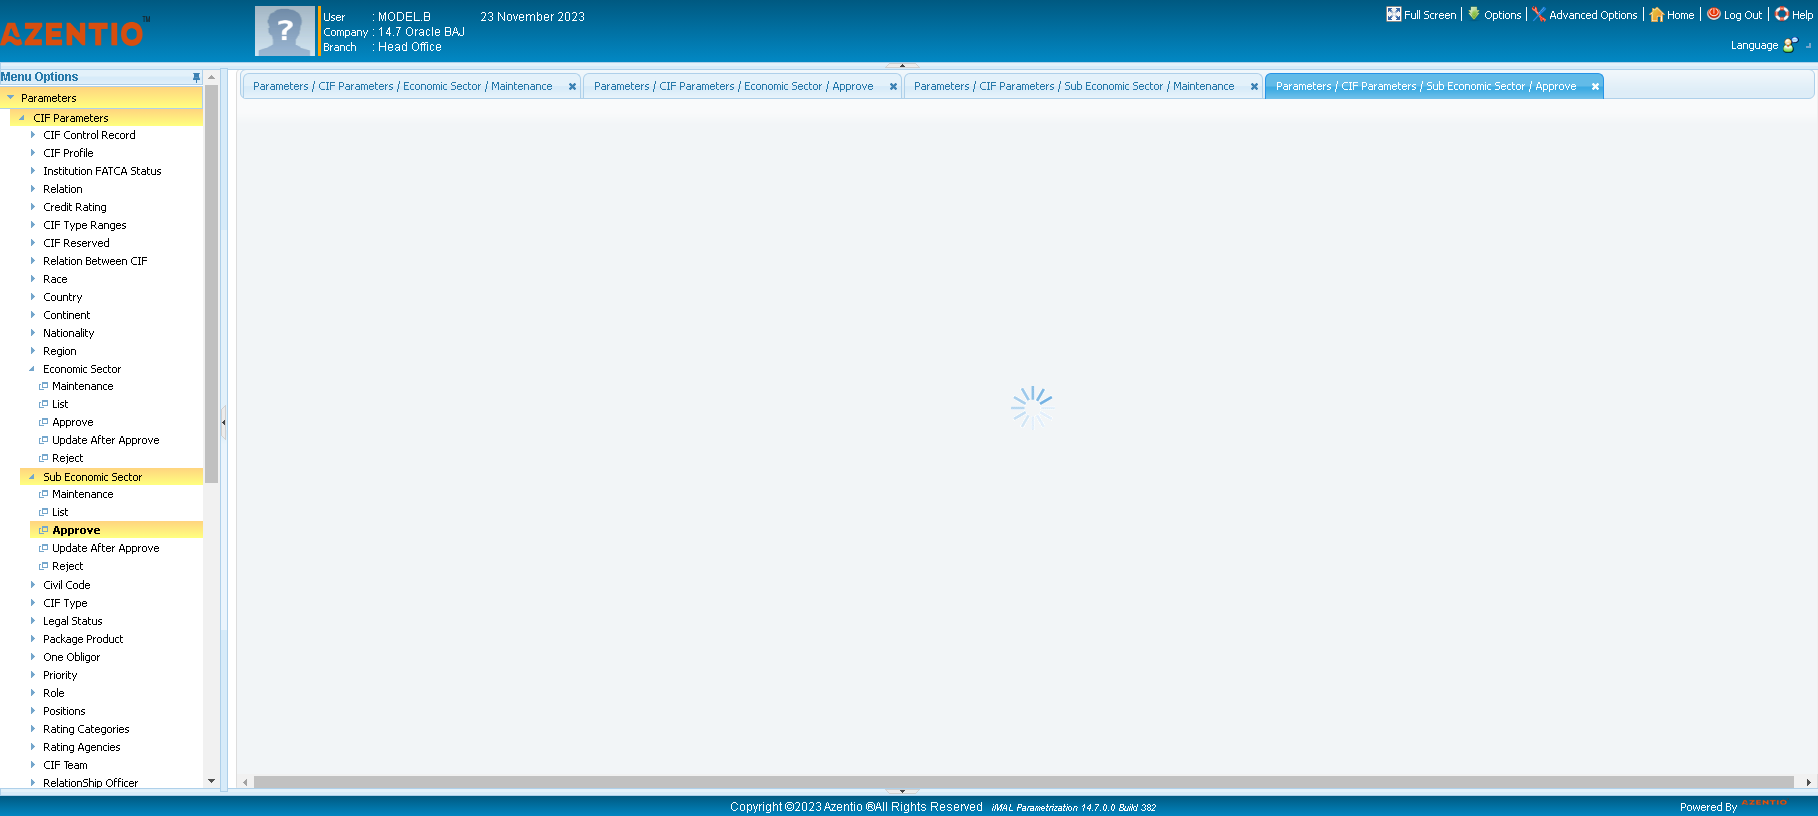 AZENTIO™
User : MODEL.B 23 November 2023
Company : 14.7 Oracle BAJ
Branch : Head Office
Full Screen Options Advanced Options Home Log Out Help
Language
Menu Options
Parameters / CIF Parameters / Economic Sector / Maintenance
Parameters / CIF Parameters / Economic Sector / Approve
Parameters / CIF Parameters / Sub Economic Sector / Maintenance
Parameters / CIF Parameters / Sub Economic Sector / Approve
Parameters
CIF Parameters
CIF Control Record
CIF Profile
Institution FATCA Status
Relation
Credit Rating
CIF Type Ranges
CIF Reserved
Relation Between CIF
Race
Country
Continent
Nationality
Region
Economic Sector
Maintenance
List
Approve
Update After Approve
Reject
Sub Economic Sector
Maintenance
List
Approve
Update After Approve
Reject
Civil Code
CIF Type
Legal Status
Package Product
One Obligor
Priority
Role
Positions
Rating Categories
Rating Agencies
CIF Team
RelationShip Officer
Copyright ©2023 Azentio ®All Rights Reserved iMAL Parametrization 14.7.0.0 Build 382
Powered By AZENTIO